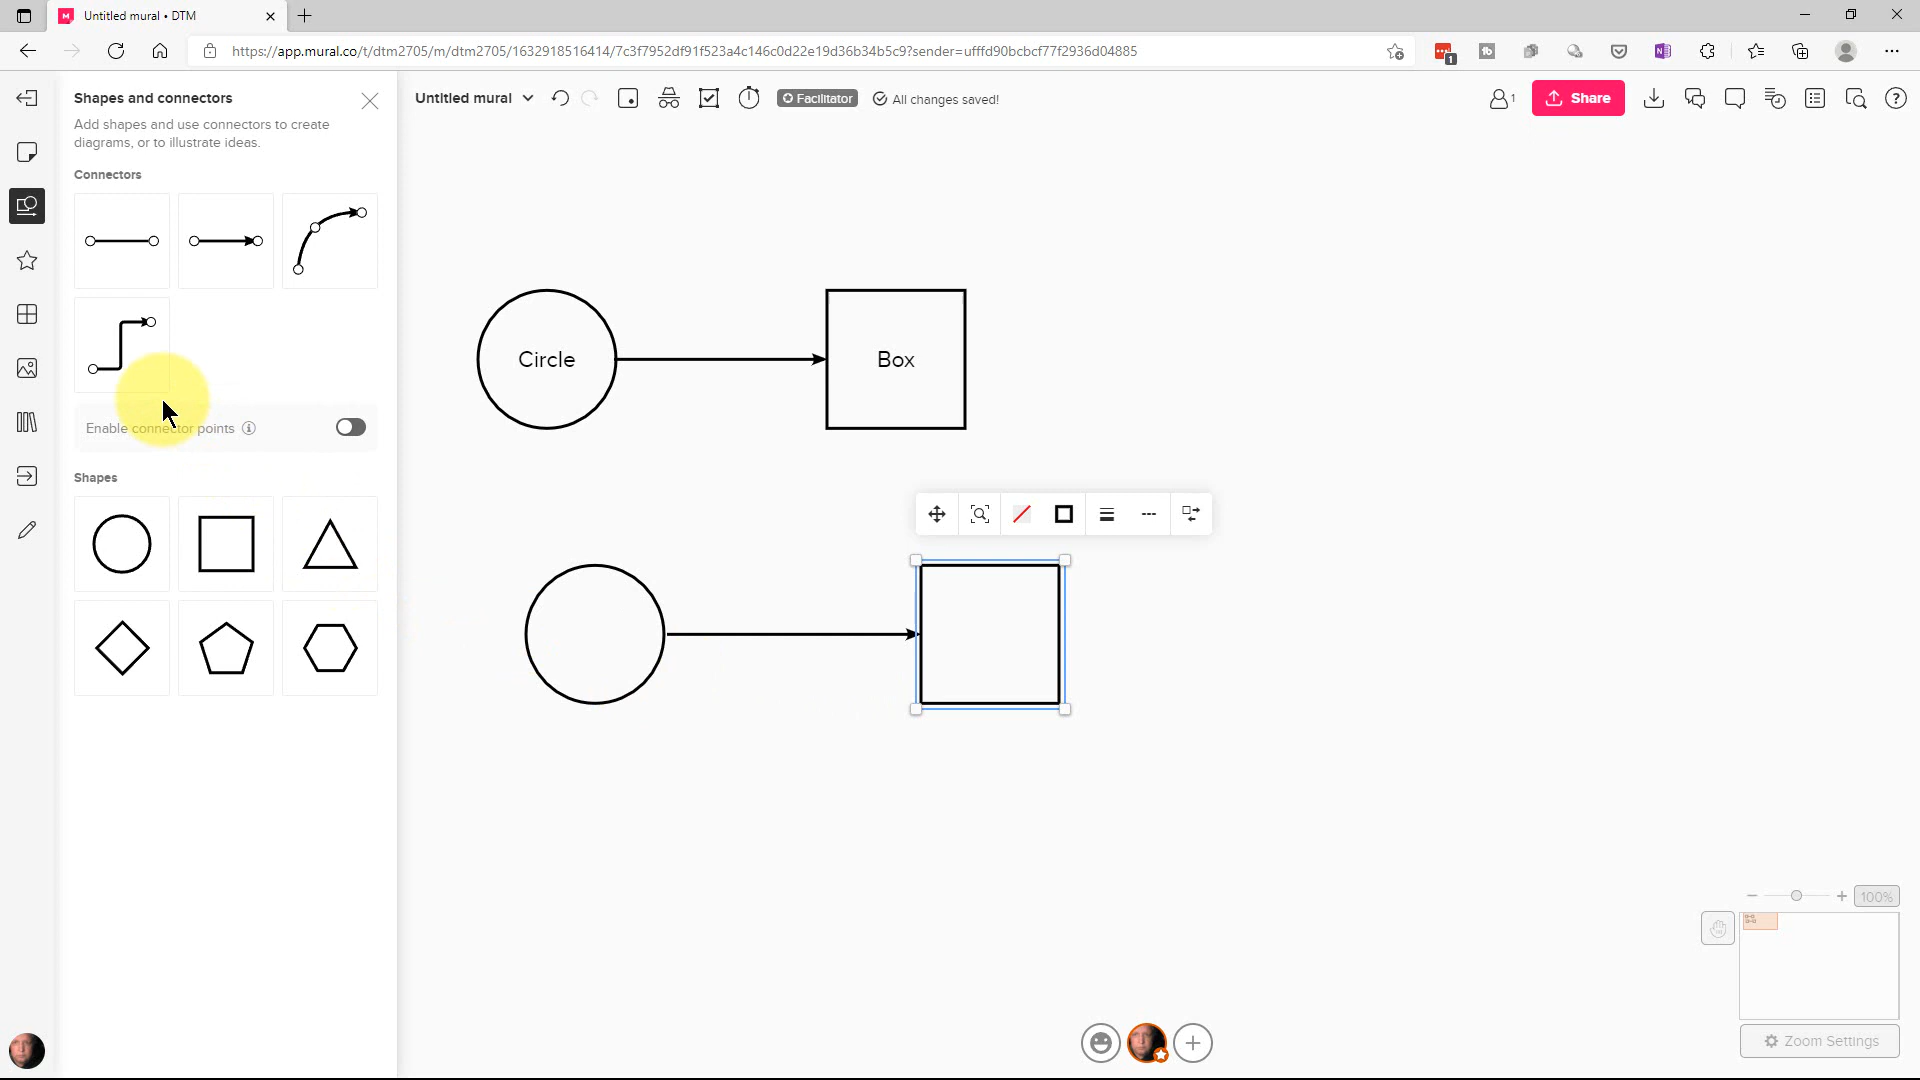 Untitled mural • DTM
https://app.mural.co/t/dtm2705/m/dtm2705/1632918516414/7c3f7952df91f523a4c146c0d22e19d36b34b5c9?sender=ufffd90bcbcf77f2936d04885
1
Shapes and connectors
Add shapes and use connectors to create
diagrams, or to illustrate ideas.
Untitled mural
Facilitator
All changes saved!
1
Share
Connectors
Enable connector points
Shapes
Circle
Box
100%
Zoom Settings